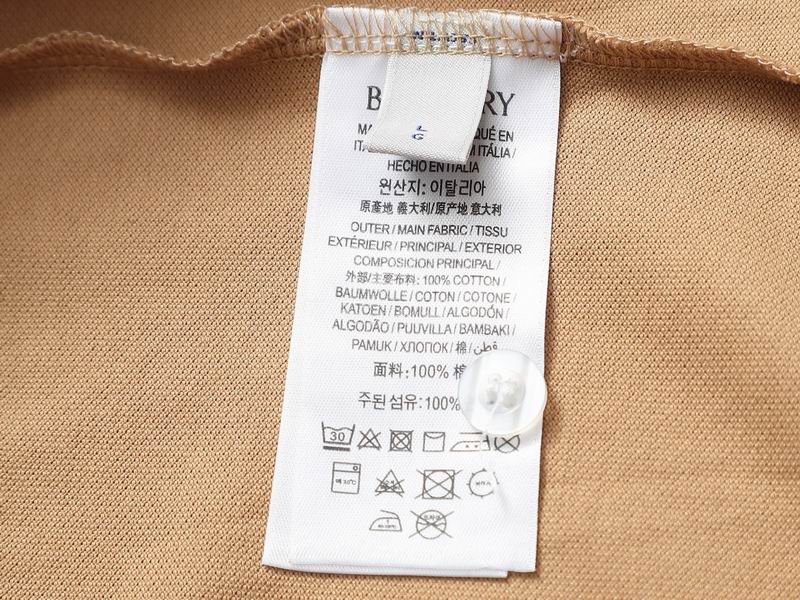 L
G
QUÉ EN
M ITÁLIA /
HECHO EN ITALIA
원산지: 이탈리아
原產地 義大利/原产地 意大利
OUTER / MAIN FABRIC / TISSU
EXTÉRIEUR / PRINCIPAL / EXTERIOR
COMPOSICION PRINCIPAL /
外部/主要布料: 100% COTTON /
BAUMWOLLE / COTON / COTONE /
KATOEN / BOMULL / ALGODÓN /
ALGODÃO / PUUVILLA / BAMBAKI /
PAMUK / ХЛОПОК / 棉 / قطن
面料:100% 棉
주된 섬유: 100%
30